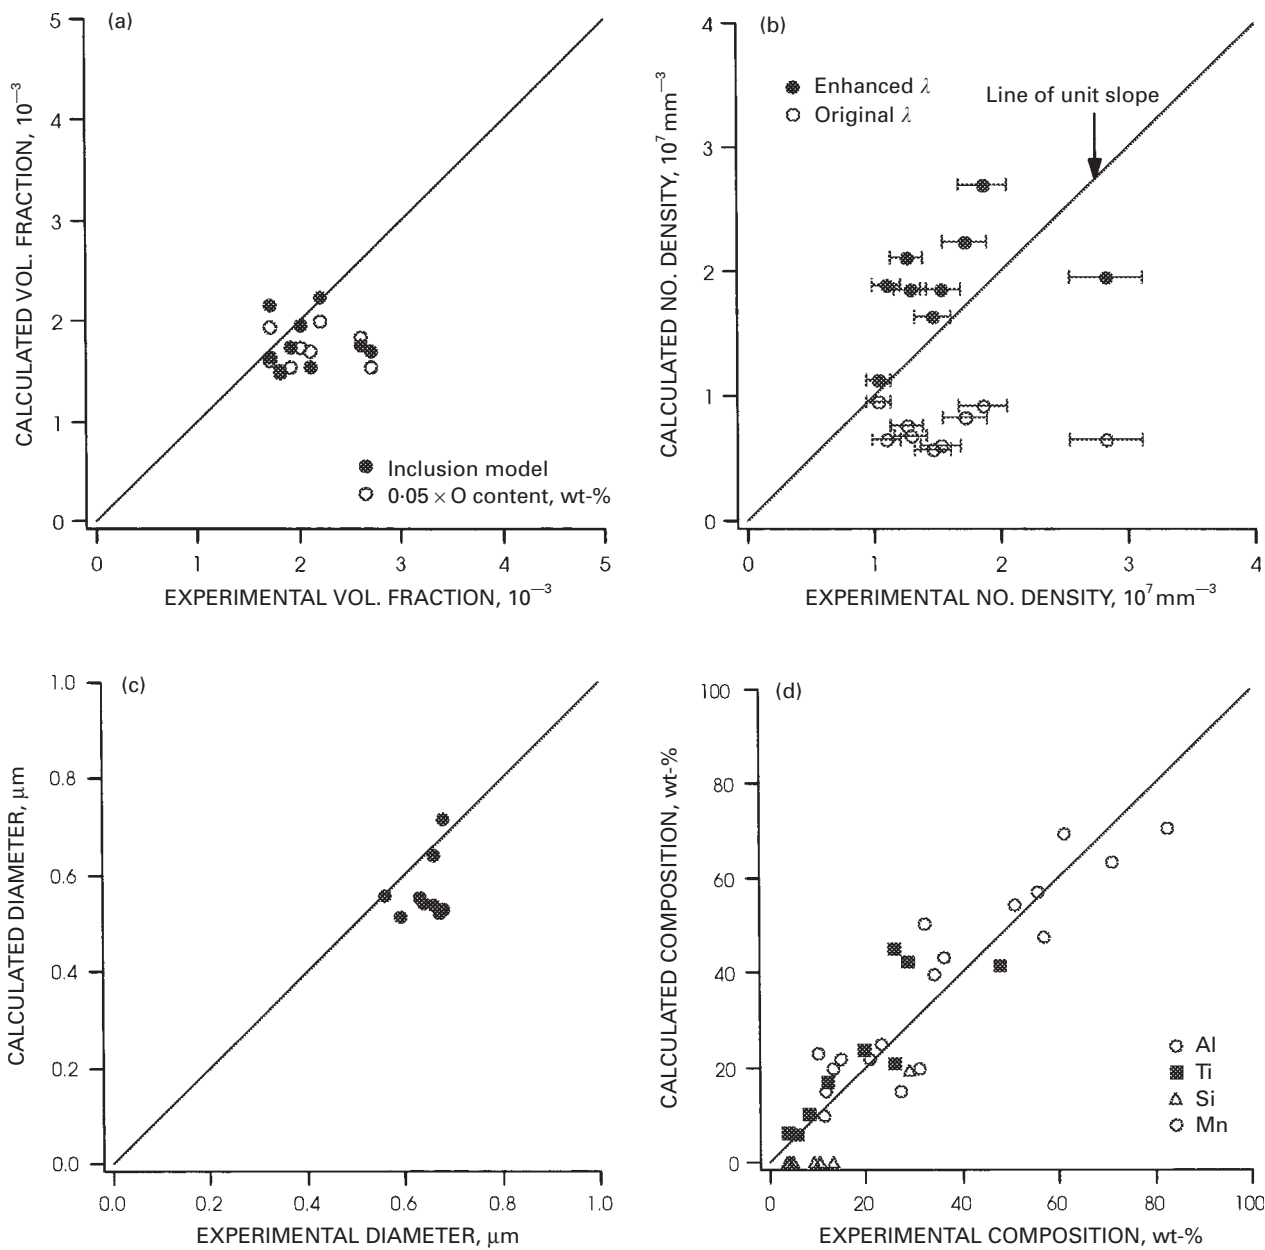 (a)
5
4
3
2
1
0
CALCULATED VOL. FRACTION, 10⁻³
Inclusion model
0·05 × O content, wt-%
0 1 2 3 4 5
EXPERIMENTAL VOL. FRACTION, 10⁻³
(b)
4
3
2
1
0
CALCULATED NO. DENSITY, 10⁷ mm⁻³
Enhanced λ
Original λ
Line of unit slope
0 1 2 3 4
EXPERIMENTAL NO. DENSITY, 10⁷ mm⁻³
(c)
1.0
0.8
0.6
0.4
0.2
0.0
CALCULATED DIAMETER, μm
0.0 0.2 0.4 0.6 0.8 1.0
EXPERIMENTAL DIAMETER, μm
(d)
100
80
60
40
20
0
CALCULATED COMPOSITION, wt-%
Al
Ti
Si
Mn
0 20 40 60 80 100
EXPERIMENTAL COMPOSITION, wt-%